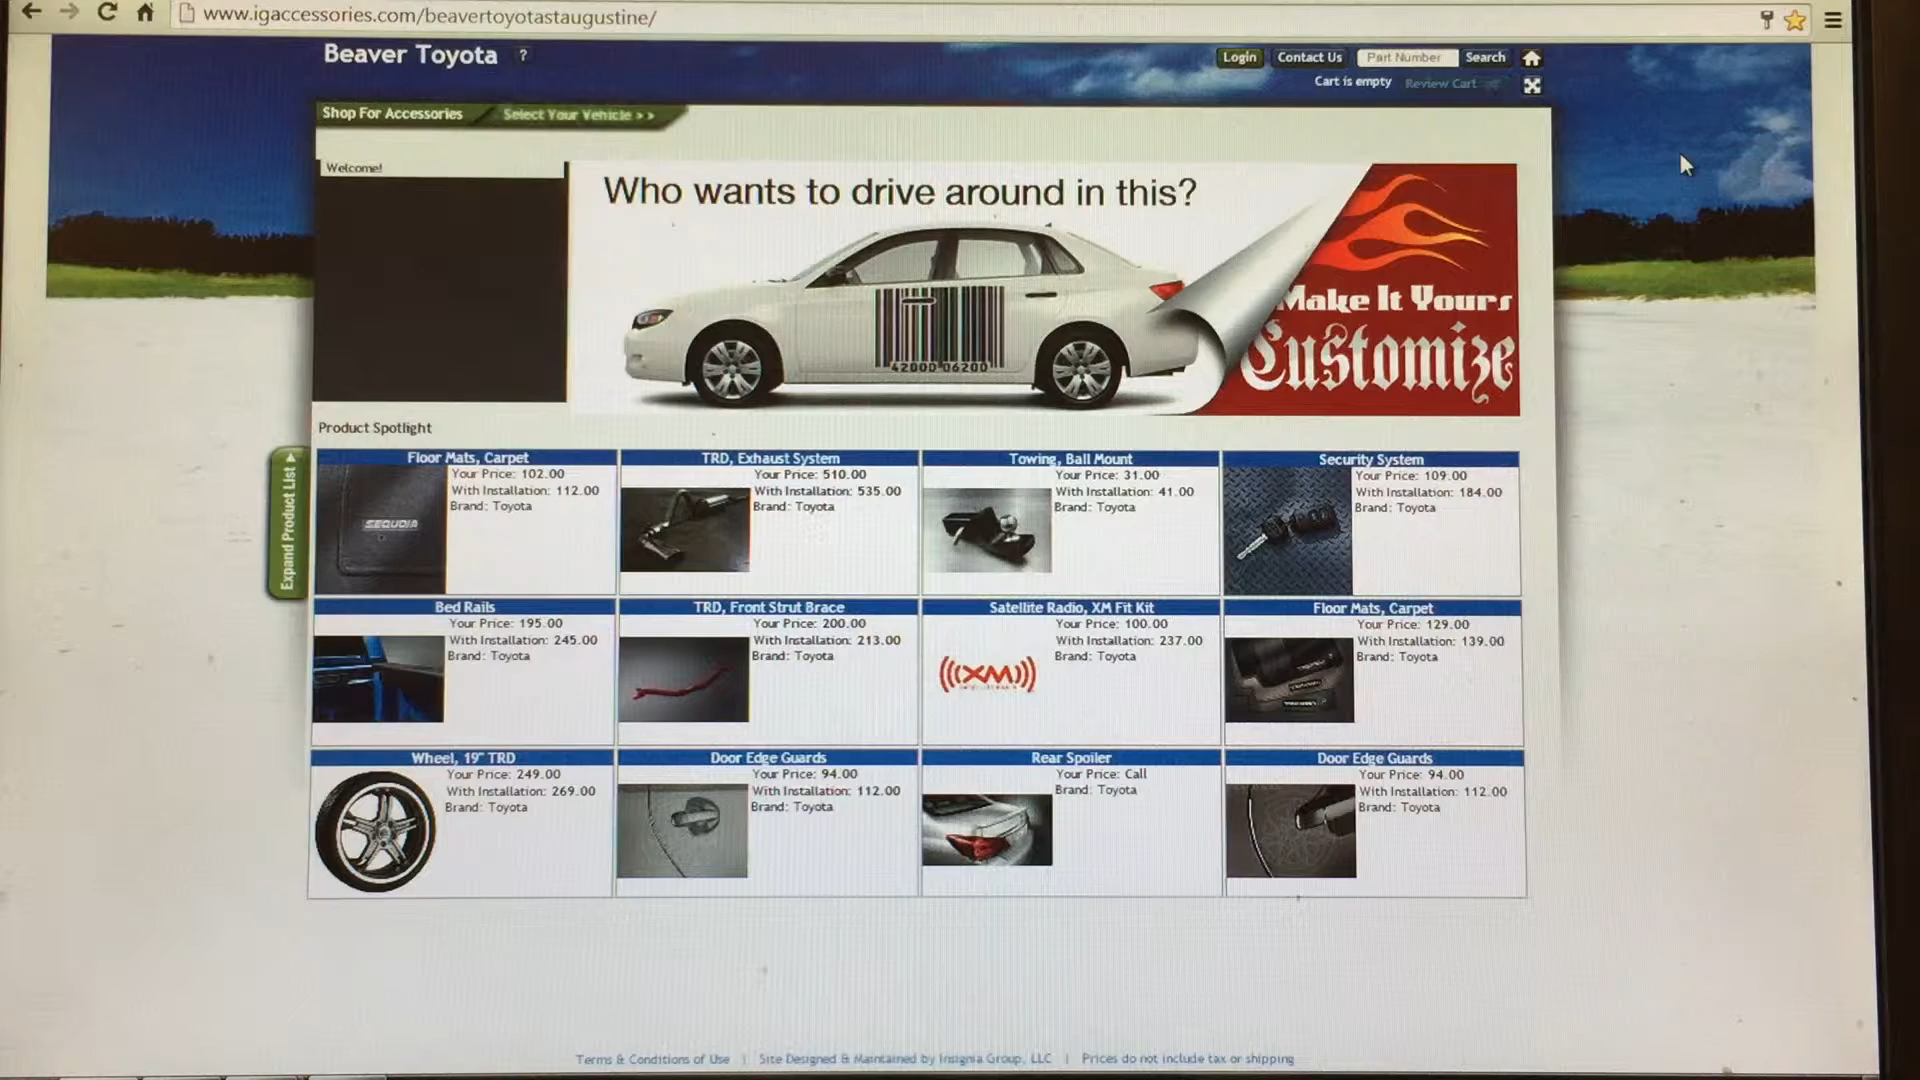 www.igaccessories.com/beavertoyotastaugustine/
Beaver Toyota ?
Login Contact Us Part Number Search
Cart is empty Review Cart
Shop For Accessories Select Your Vehicle > >
Welcome!
Who wants to drive around in this?
42000 06200
Make It Yours
Customize
Product Spotlight
Expand Product List
Floor Mats, Carpet
Your Price: 102.00
With Installation: 112.00
Brand: Toyota
SEQUOIA
TRD, Exhaust System
Your Price: 510.00
With Installation: 535.00
Brand: Toyota
Towing, Ball Mount
Your Price: 31.00
With Installation: 41.00
Brand: Toyota
Security System
Your Price: 109.00
With Installation: 184.00
Brand: Toyota
Bed Rails
Your Price: 195.00
With Installation: 245.00
Brand: Toyota
TRD, Front Strut Brace
Your Price: 200.00
With Installation: 213.00
Brand: Toyota
Satellite Radio, XM Fit Kit
Your Price: 100.00
With Installation: 237.00
Brand: Toyota
((XM))
Floor Mats, Carpet
Your Price: 129.00
With Installation: 139.00
Brand: Toyota
Wheel, 19" TRD
Your Price: 249.00
With Installation: 269.00
Brand: Toyota
Door Edge Guards
Your Price: 94.00
With Installation: 112.00
Brand: Toyota
Rear Spoiler
Your Price: Call
Brand: Toyota
Door Edge Guards
Your Price: 94.00
With Installation: 112.00
Brand: Toyota
Terms & Conditions of Use | Site Designed & Maintained by Insignia Group, LLC | Prices do not include tax or shipping